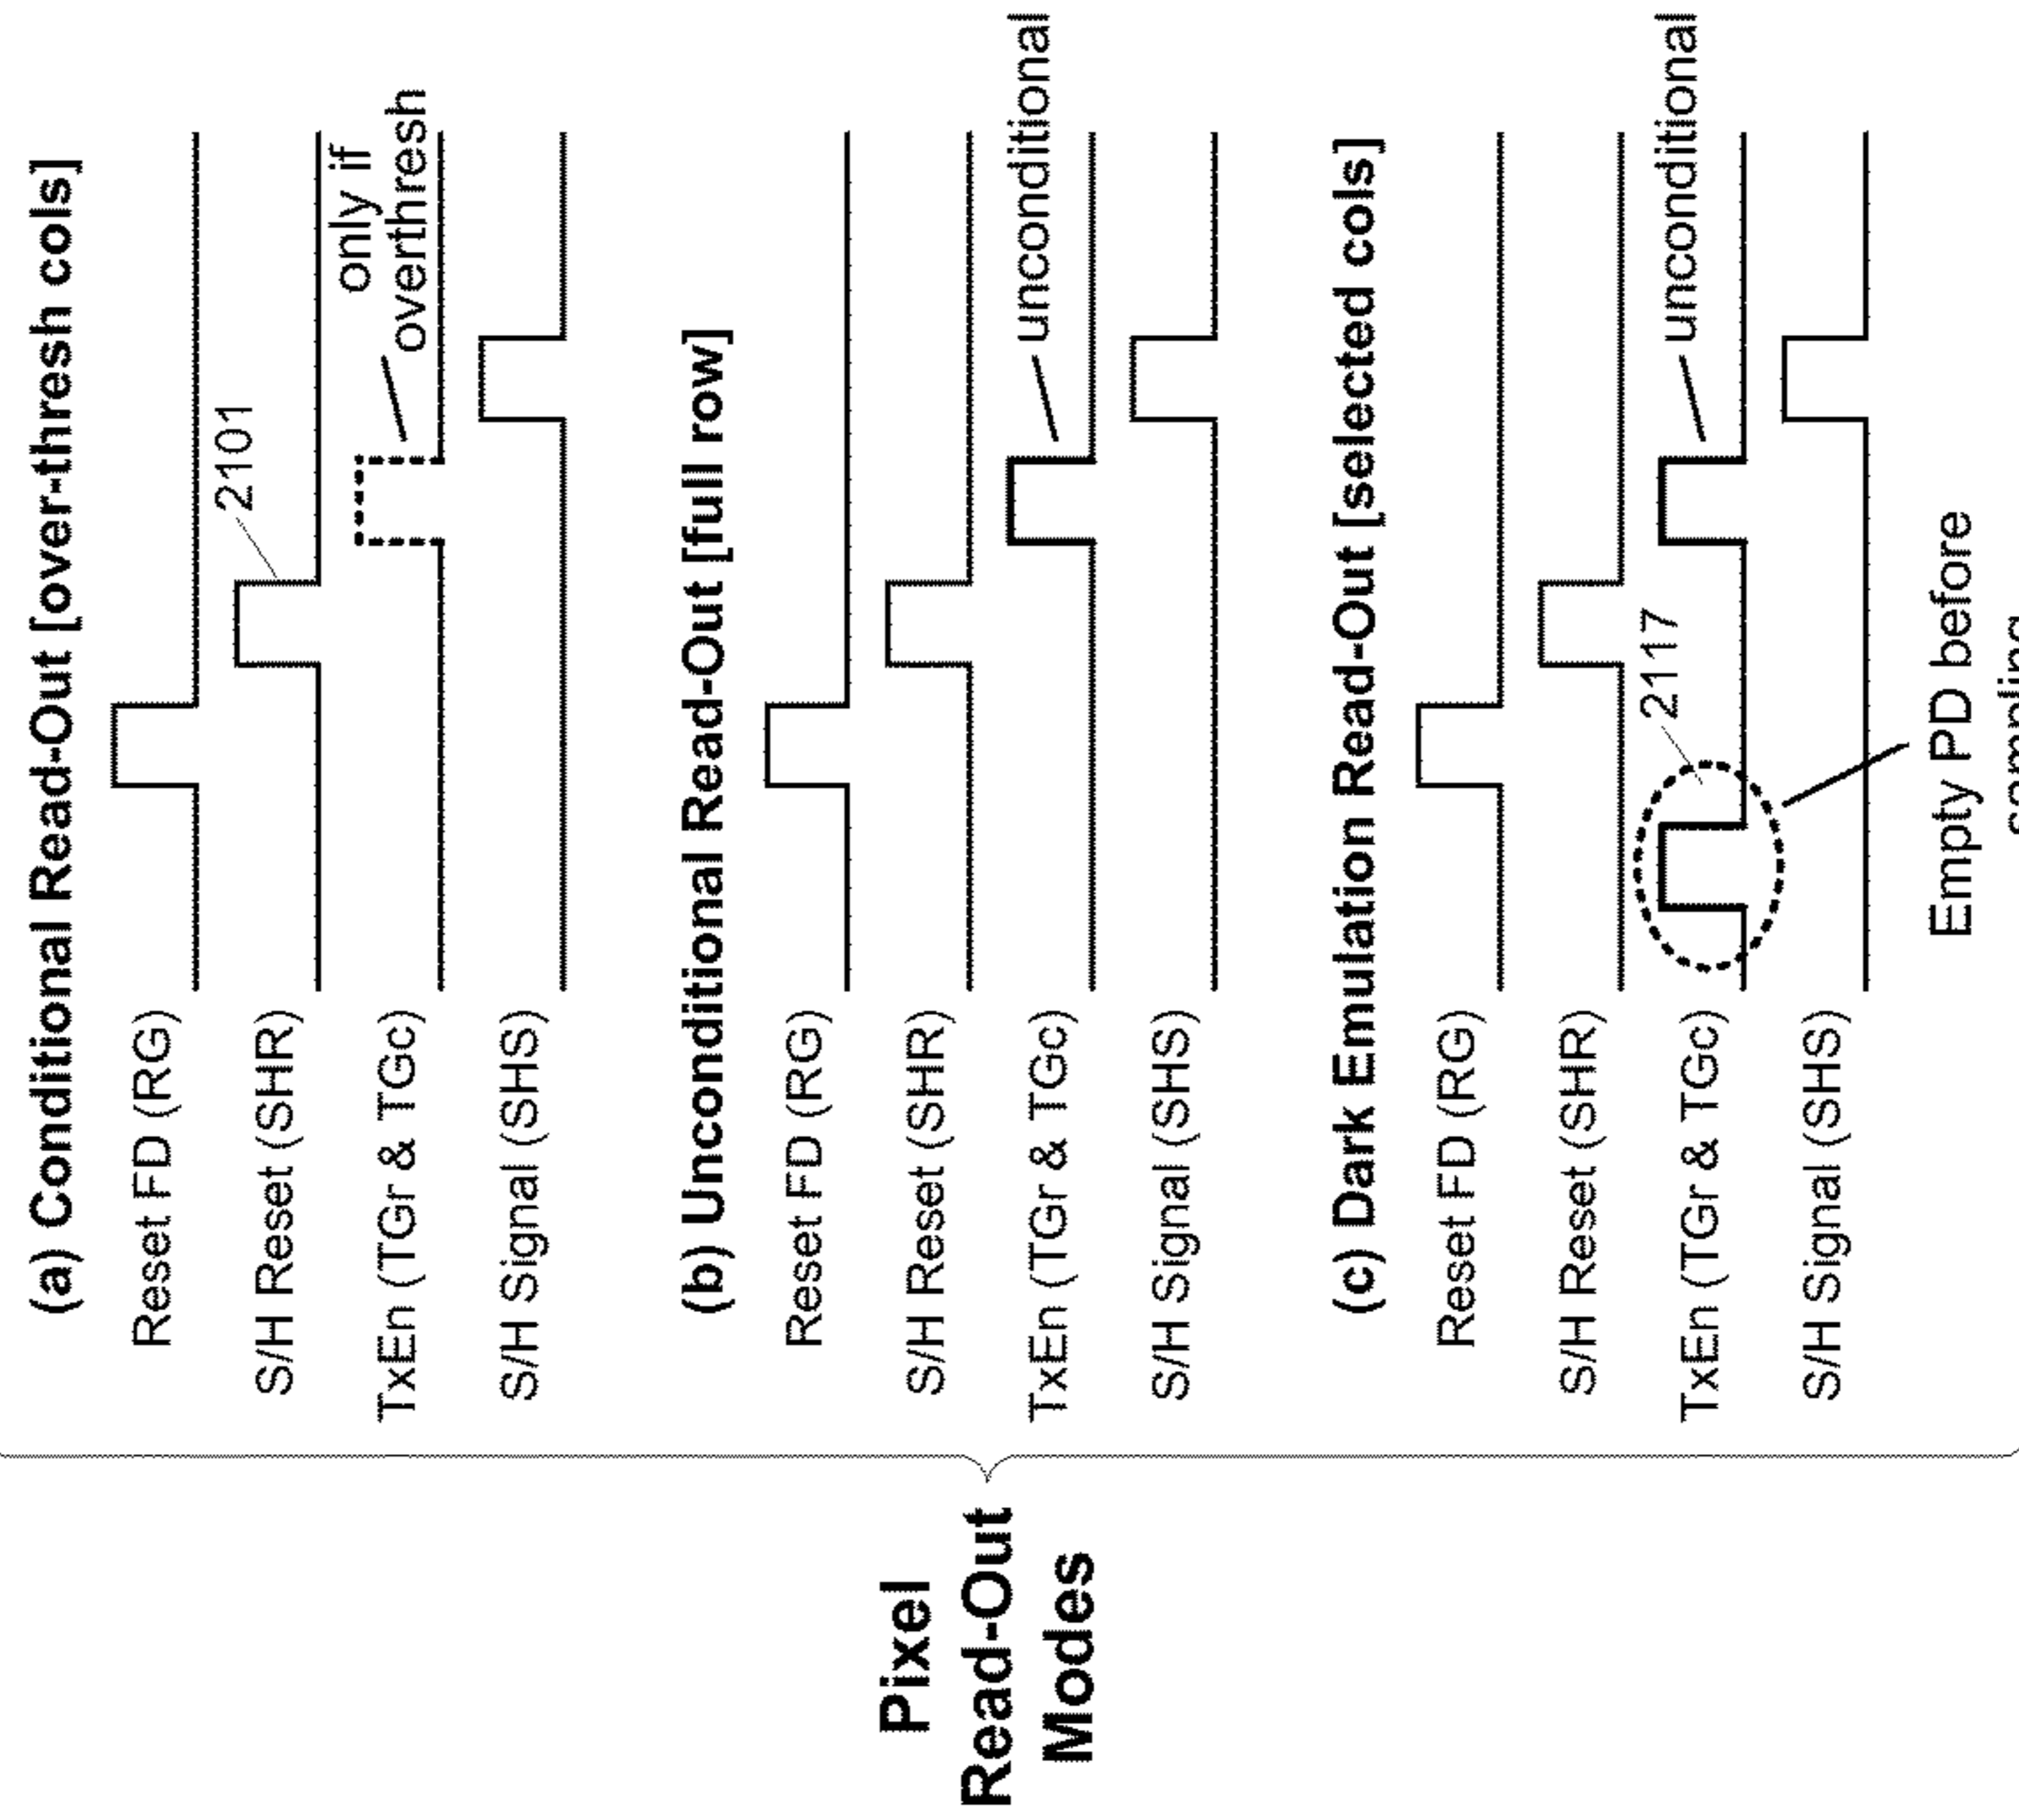 Pixel
Read-Out
Modes
(a) Conditional Read-Out [over-thresh cols]
Reset FD (RG)
S/H Reset (SHR)
2101
TxEn (TGr & TGc)
only if
overthresh
S/H Signal (SHS)
(b) Unconditional Read-Out [full row]
Reset FD (RG)
S/H Reset (SHR)
TxEn (TGr & TGc)
unconditional
S/H Signal (SHS)
(c) Dark Emulation Read-Out [selected cols]
Reset FD (RG)
S/H Reset (SHR)
2117
TxEn (TGr & TGc)
unconditional
S/H Signal (SHS)
Empty PD before